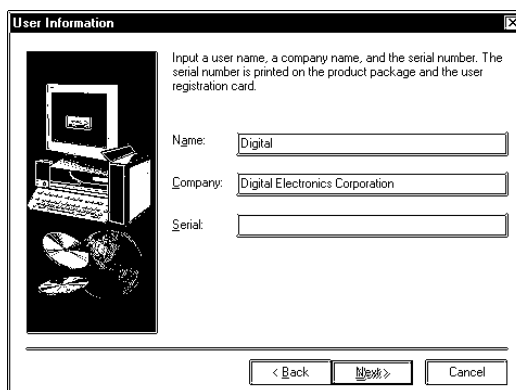 User Information
Input a user name, a company name, and the serial number. The
serial number is printed on the product package and the user
registration card.
Name:
Digital
Company:
Digital Electronics Corporation
Serial:
< Back
Next >
Cancel